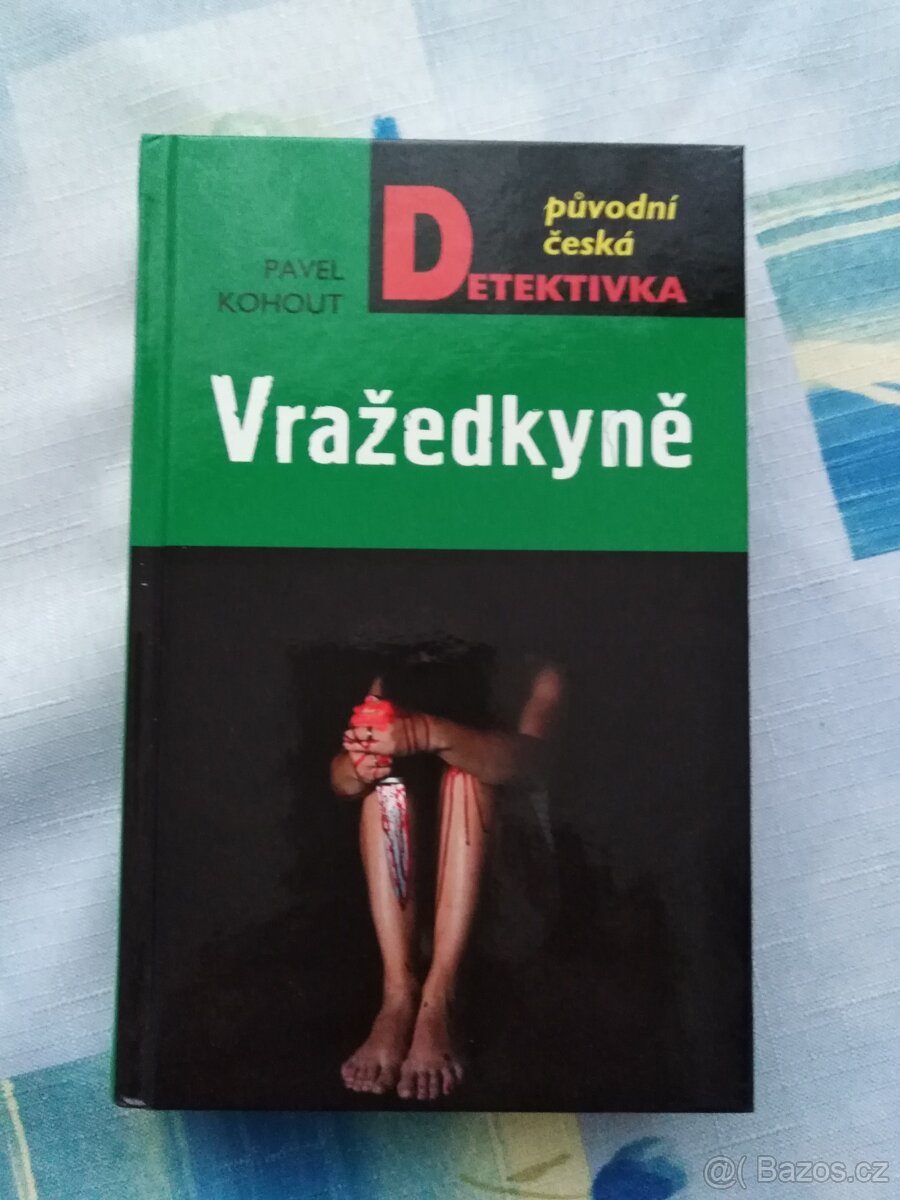 PAVEL
KOHOUT
původní
česká
DETEKTIVKA
Vražedkyně
@( Bazos.cz